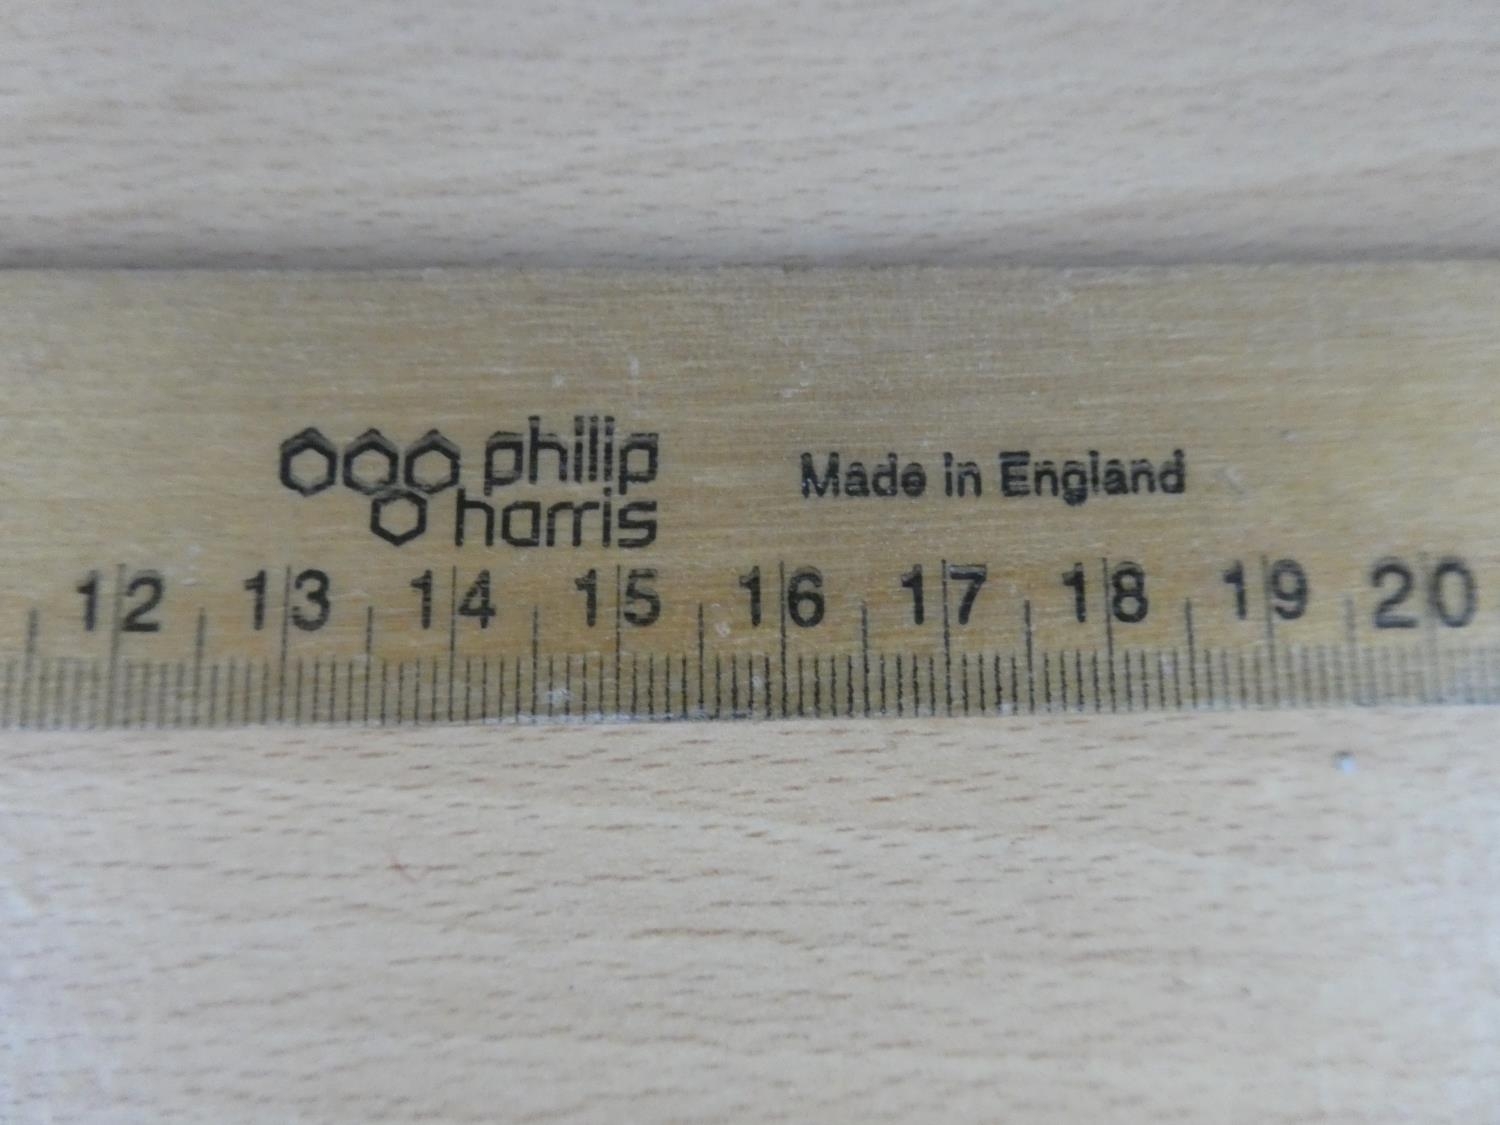 philip
harris
Made in England
12 13 14 15 16 17 18 19 20